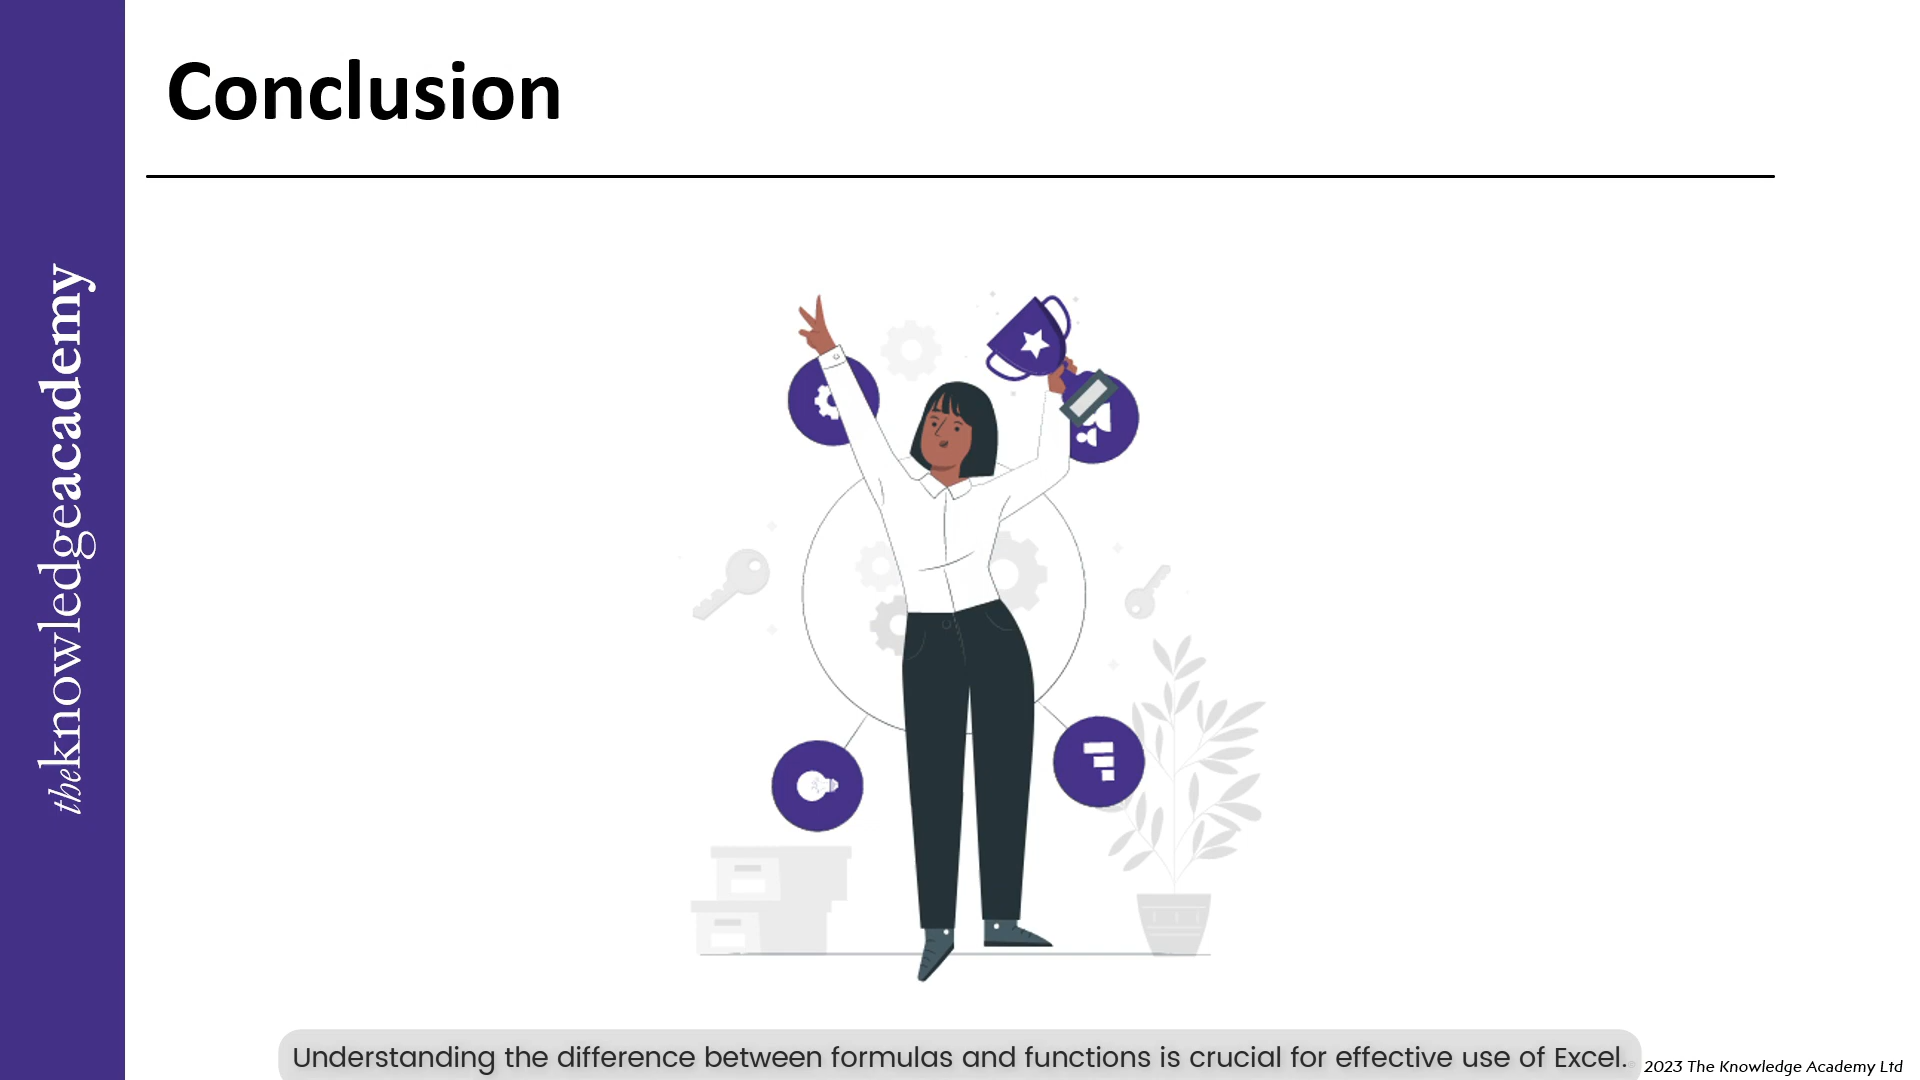 Conclusion
theknowledgeacademy
Understanding the difference between formulas and functions is crucial for effective use of Excel.
2023 The Knowledge Academy Ltd